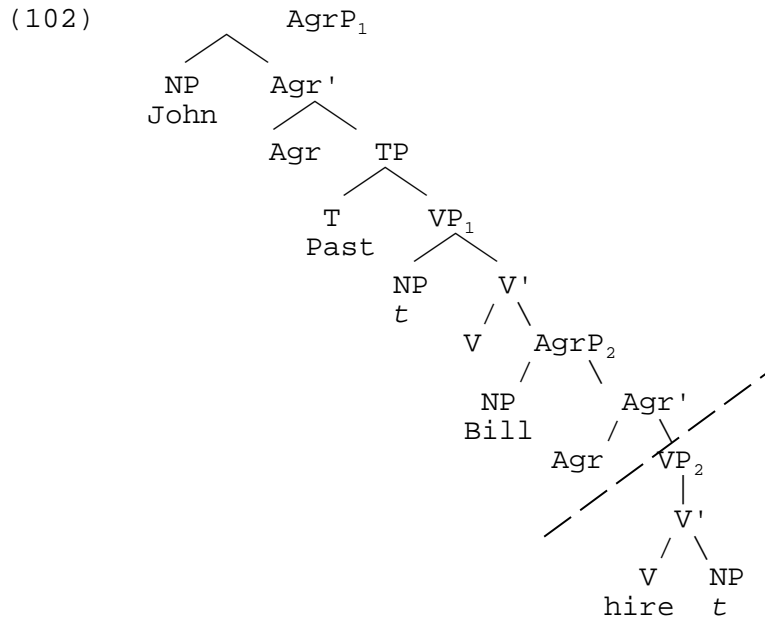 (102) AgrP₁
NP Agr'
John
Agr TP
T VP₁
Past
NP V'
t
V AgrP₂
NP Agr'
Bill
Agr VP₂
V'
V NP
hire t